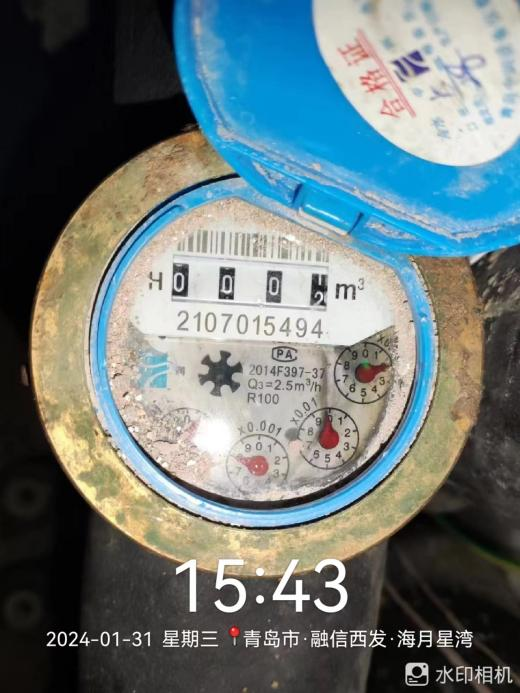 合格证
H 0 0 0 2 m³
2107015494
PA
2014F397-37
Q₃=2.5m³/h
R100
X0.01
X0.001
15:43
2024-01-31 星期三 青岛市·融信西发·海月星湾
水印相机